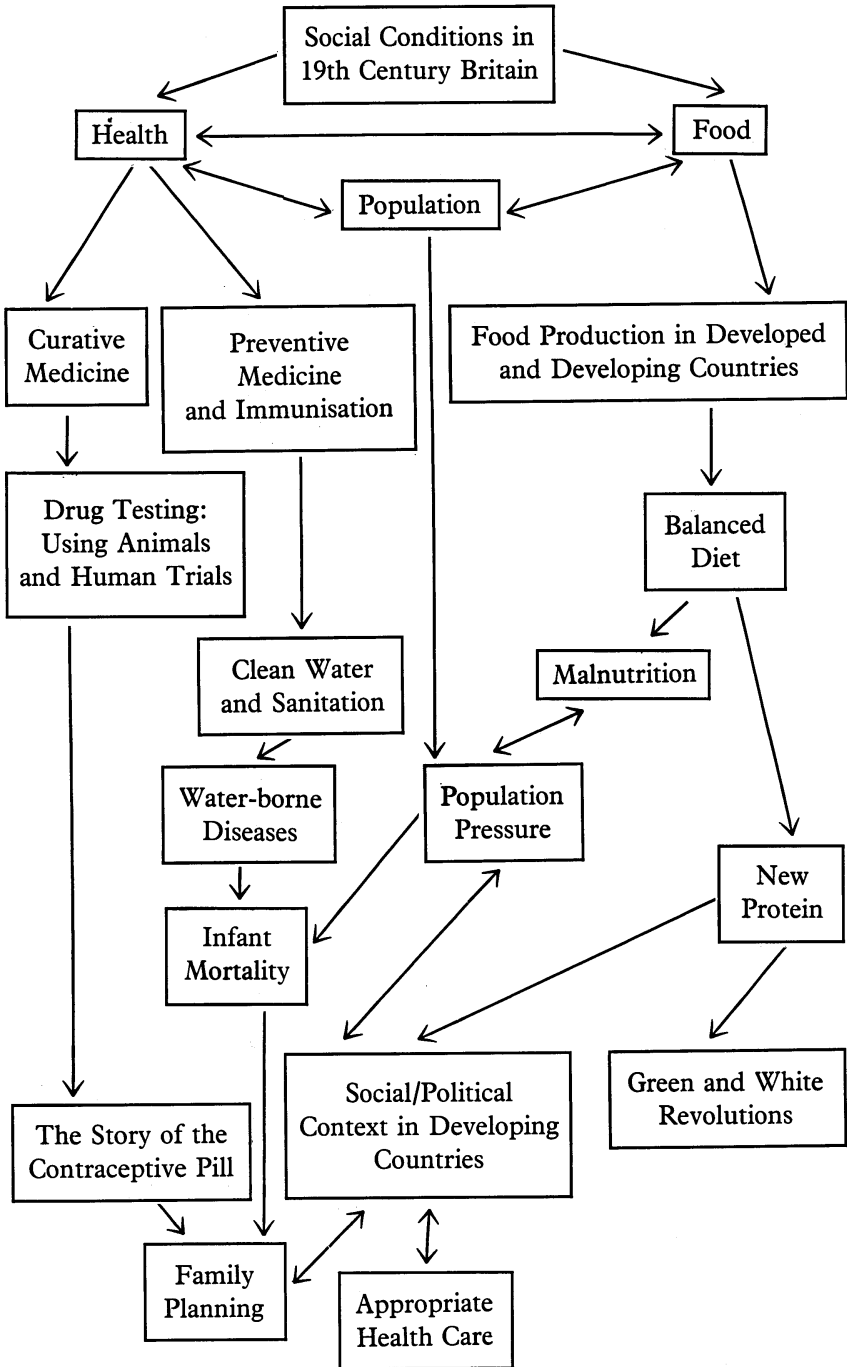 Social Conditions in
19th Century Britain
Health
Food
Population
Curative
Medicine
Preventive
Medicine
and Immunisation
Food Production in Developed
and Developing Countries
Drug Testing:
Using Animals
and Human Trials
Balanced
Diet
Clean Water
and Sanitation
Malnutrition
Water-borne
Diseases
Population
Pressure
New
Protein
Infant
Mortality
Social/Political
Context in Developing
Countries
Green and White
Revolutions
The Story of the
Contraceptive Pill
Family
Planning
Appropriate
Health Care